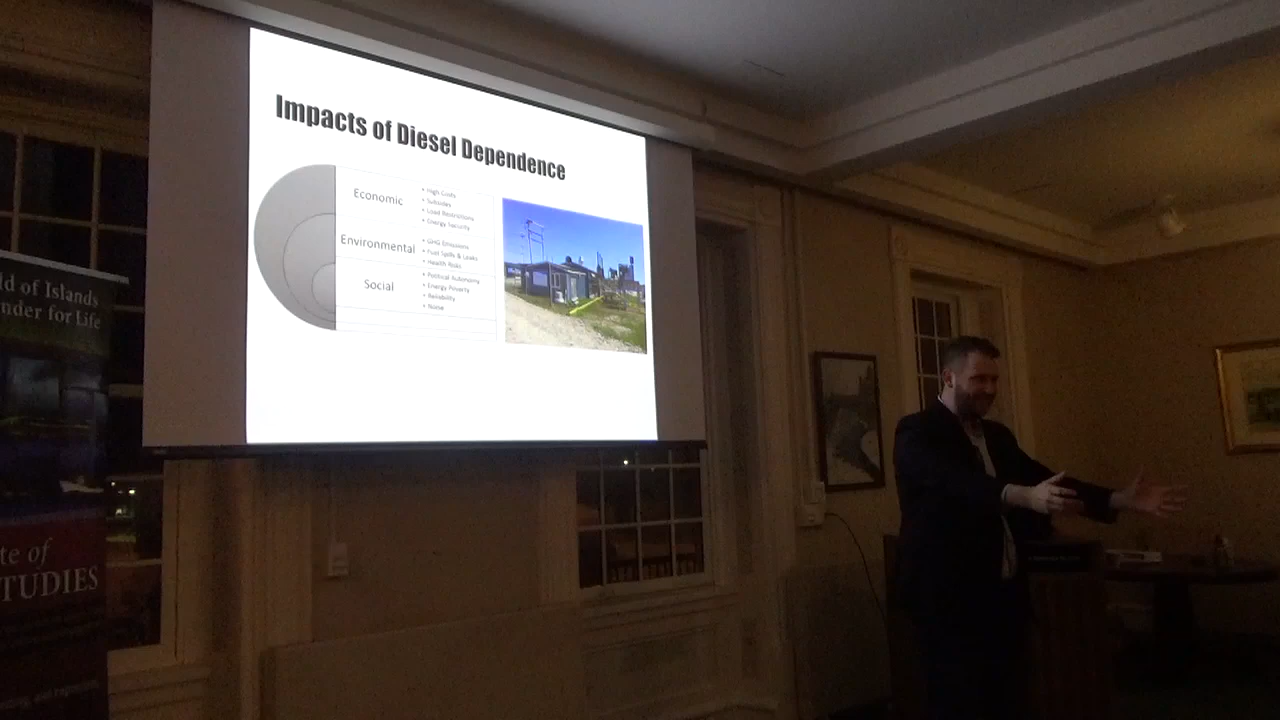 Impacts of Diesel Dependence
Economic
• High Costs
• Subsidies
• Load Restrictions
• Energy Security
Environmental
• GHG Emissions
• Fuel Spills & Leaks
• Health Risks
Social
• Political Autonomy
• Energy Poverty
• Reliability
• Noise
ld of Islands
nder for Life
te of
TUDIES